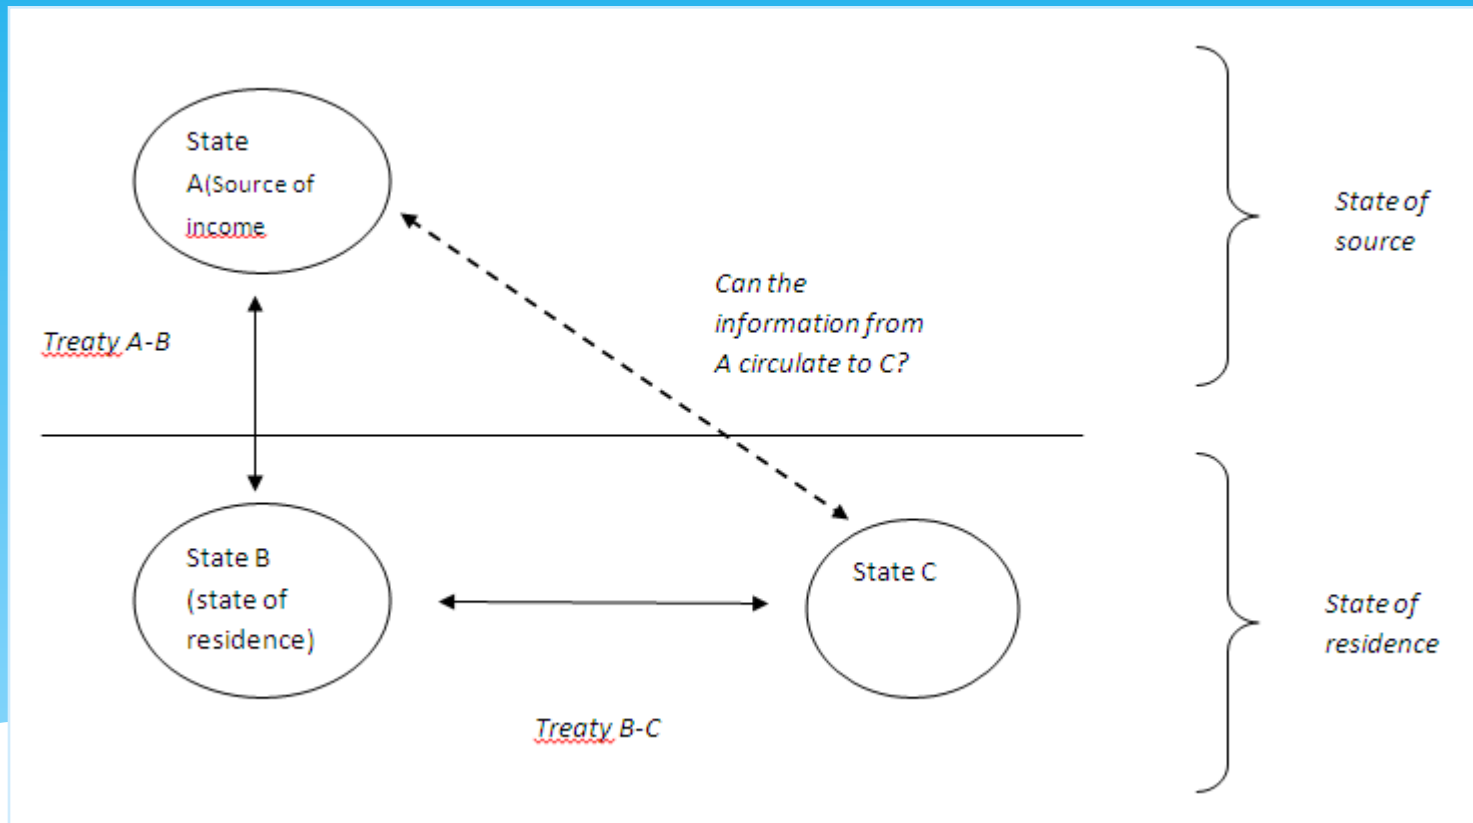 State
A(Source of
income
State of
source
Can the
information from
A circulate to C?
Treaty A-B
State B
(state of
residence)
State C
State of
residence
Treaty B-C